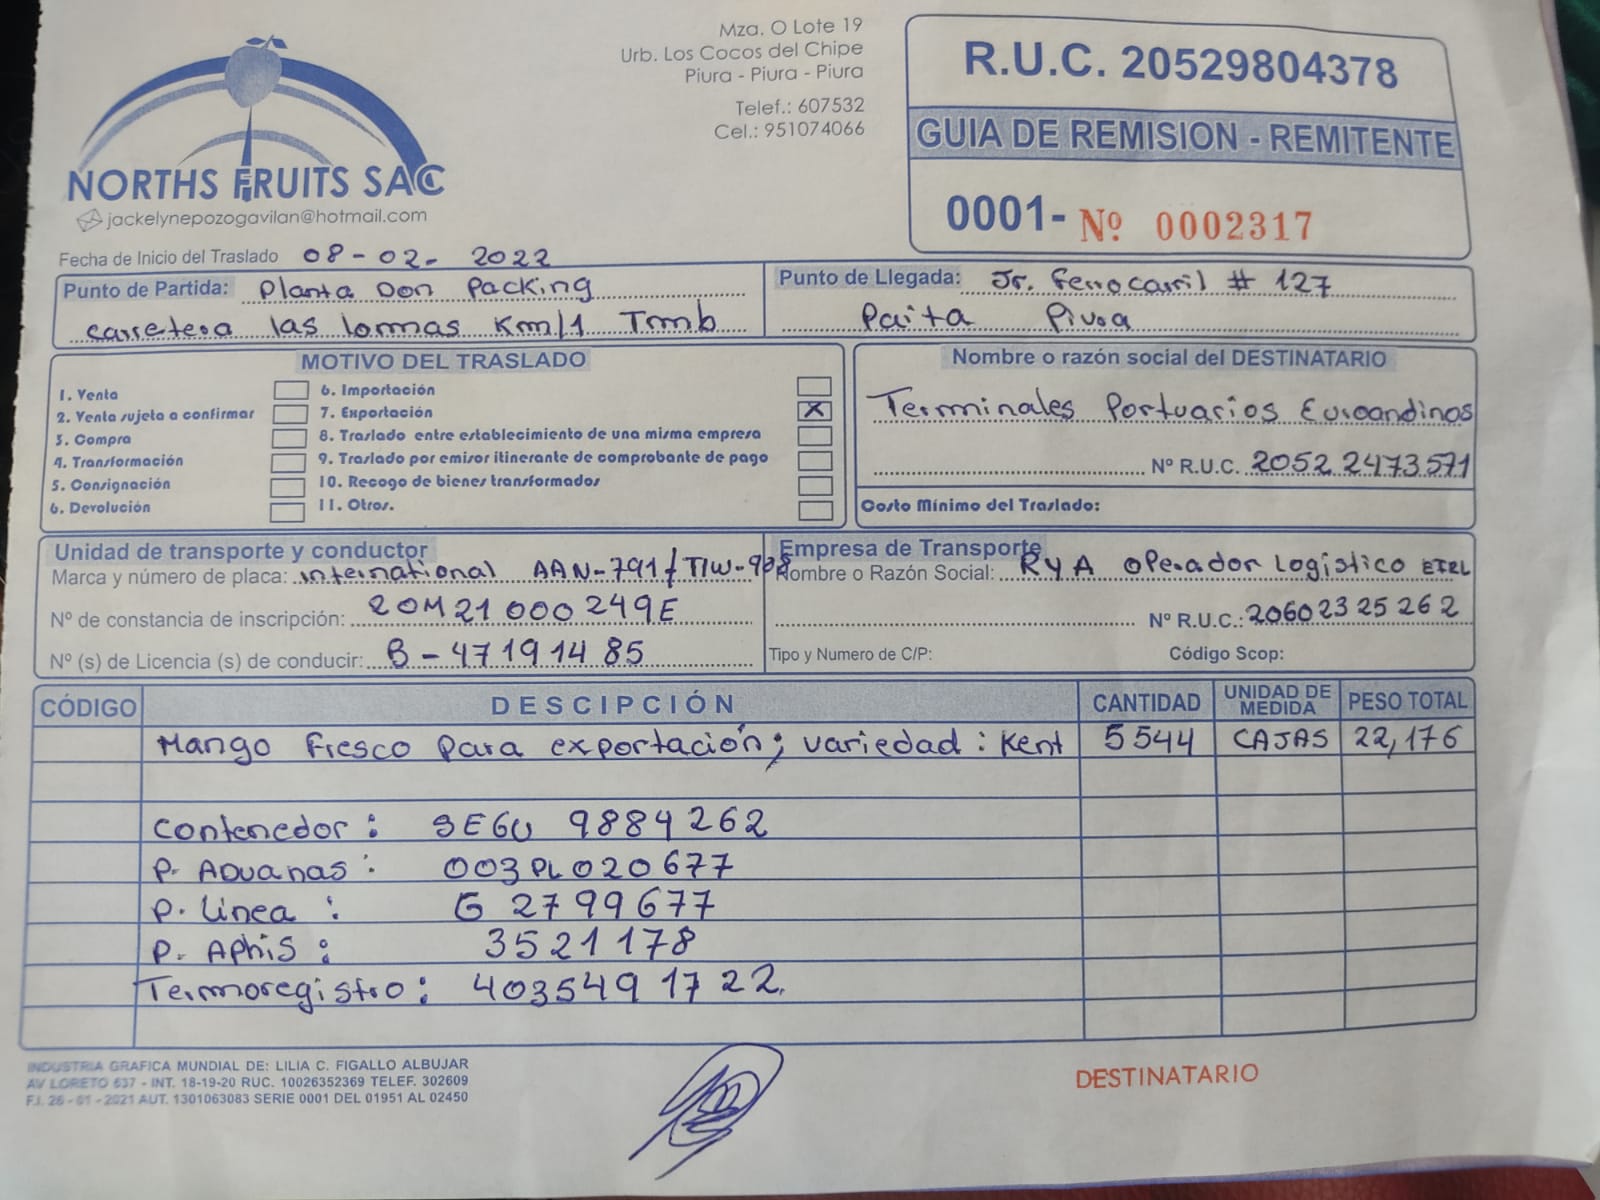 NORTHS FRUITS SAC
jackelynepozogavilan@hotmail.com
Mza. O Lote 19
Urb. Los Cocos del Chipe
Piura - Piura - Piura
Telef.: 607532
Cel.: 951074066
R.U.C. 20529804378
GUIA DE REMISION - REMITENTE
0001- Nº 0002317
Fecha de Inicio del Traslado 08-02- 2022
Punto de Partida: Planta Don Packing
carretera las lomas Km/1 Tmb
Punto de Llegada: Jr. Ferrocarril # 127
Paita Piura
MOTIVO DEL TRASLADO
1. Venta
2. Venta sujeta a confirmar
3. Compra
4. Transformación
5. Consignación
6. Devolución
6. Importación
7. Exportación X
8. Traslado entre establecimiento de una misma empresa
9. Traslado por emisor itinerante de comprobante de pago
10. Recogo de bienes transformados
11. Otros.
Nombre o razón social del DESTINATARIO
Terminales Portuarios Euroandinos
Nº R.U.C. 20522473571
Costo Mínimo del Traslado:
Unidad de transporte y conductor
Marca y número de placa: international AAN-791/TIW-908
Nº de constancia de inscripción: 20M21000249E
Nº (s) de Licencia (s) de conducir: B-47191485
Empresa de Transporte
Nombre o Razón Social: RYA Operador Logístico EIRL
Nº R.U.C.: 20602325262
Tipo y Numero de C/P: Código Scop:
CÓDIGO DESCIPCIÓN CANTIDAD UNIDAD DE MEDIDA PESO TOTAL
Mango fresco para exportación; variedad: Kent 5544 CAJAS 22,176
Contenedor: SEGU 9884262
P. Aduanas: 003PL020677
P. Linea: G 2799677
P. Aphis: 3521178
Termoregistro: 4035491722.
INDUSTRIA GRAFICA MUNDIAL DE: LILIA C. FIGALLO ALBUJAR
AV LORETO 637 - INT. 18-19-20 RUC. 10026352369 TELEF. 302609
F.I. 26 - 01 - 2021 AUT. 1301063083 SERIE 0001 DEL 01951 AL 02450
DESTINATARIO